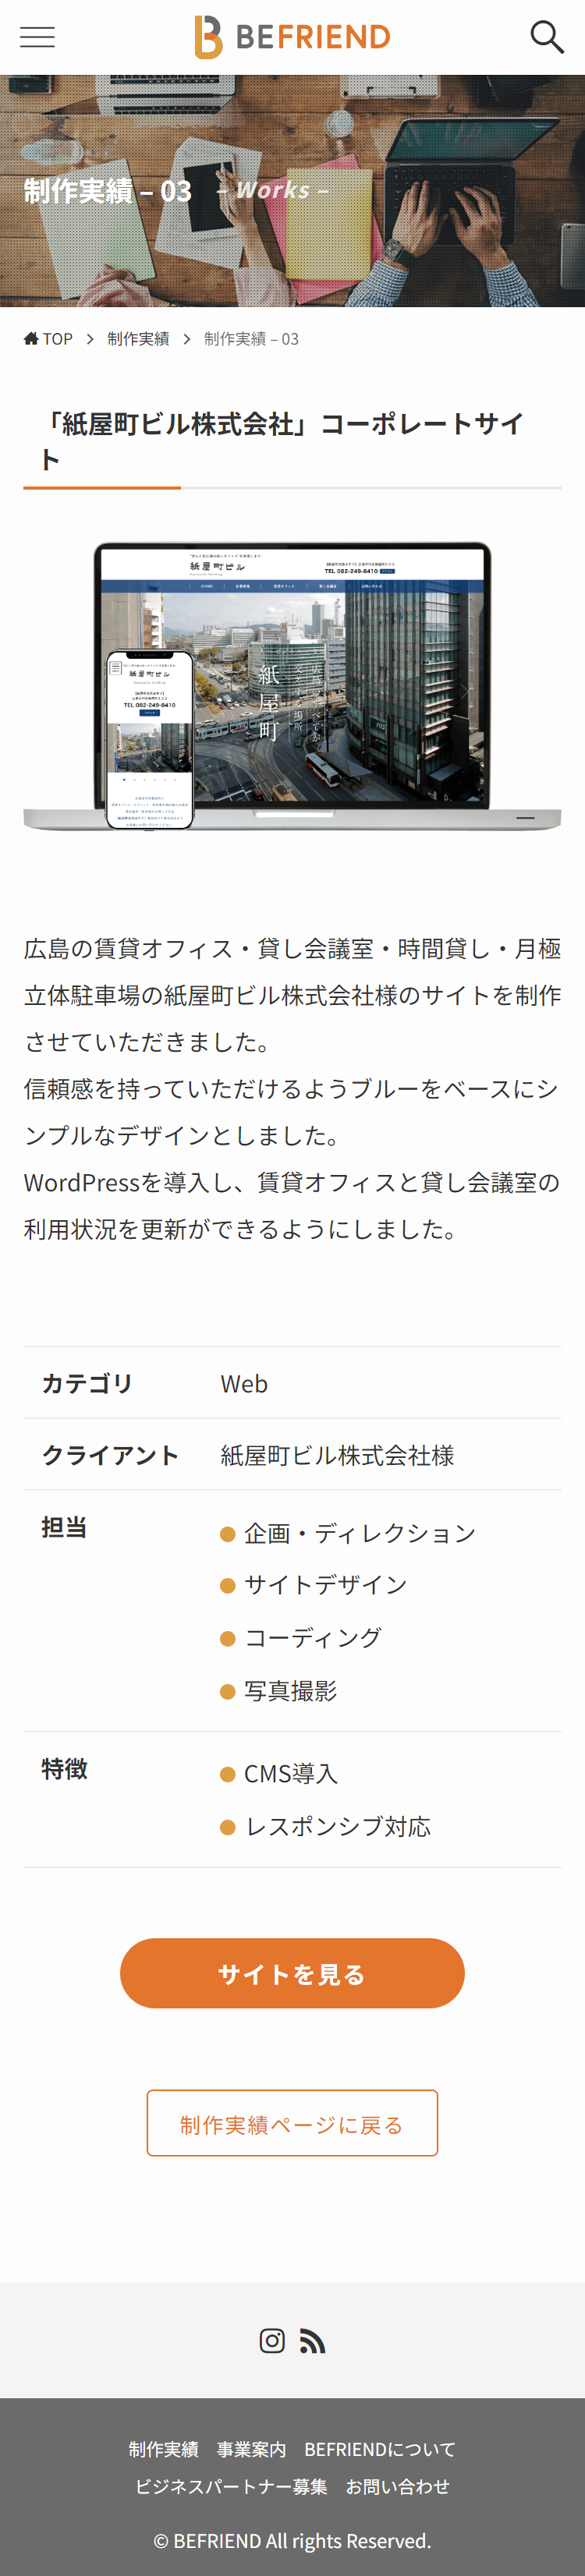 BEFRIEND
制作実績 – 03 – Works –
TOP 制作実績 制作実績 – 03
「紙屋町ビル株式会社」コーポレートサイ
ト
紙屋町ビル
TEL 082-249-8410
紙屋町
紙屋町ビル
TEL 082-249-8410
広島の賃貸オフィス・貸し会議室・時間貸し・月極
立体駐車場の紙屋町ビル株式会社様のサイトを制作
させていただきました。
信頼感を持っていただけるようブルーをベースにシ
ンプルなデザインとしました。
WordPressを導入し、賃貸オフィスと貸し会議室の
利用状況を更新ができるようにしました。
カテゴリ Web
クライアント 紙屋町ビル株式会社様
担当 企画・ディレクション
サイトデザイン
コーディング
写真撮影
特徴 CMS導入
レスポンシブ対応
サイトを見る
制作実績ページに戻る
制作実績 事業案内 BEFRIENDについて
ビジネスパートナー募集 お問い合わせ
© BEFRIEND All rights Reserved.